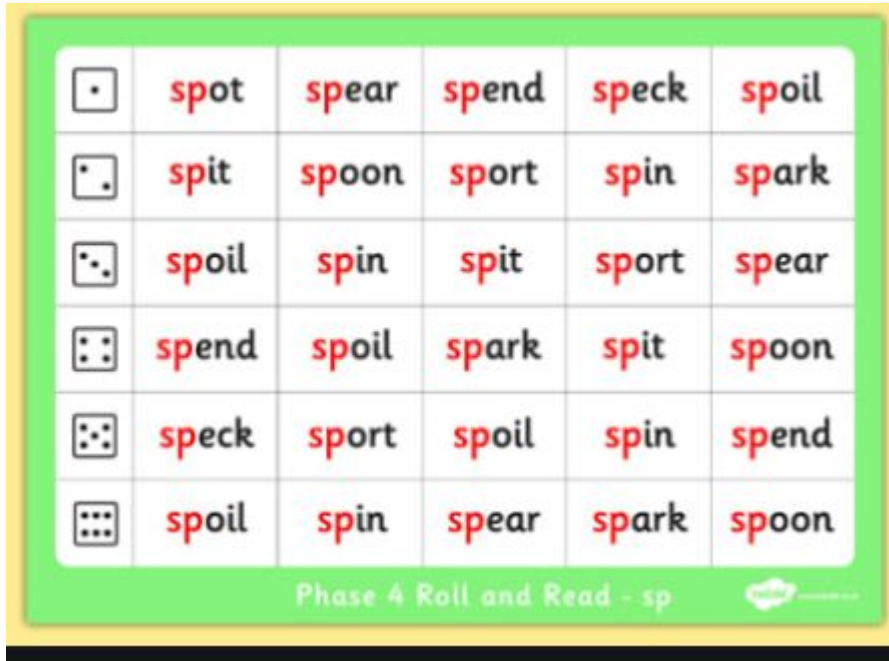 spot spear spend speck spoil
spit spoon sport spin spark
spoil spin spit sport spear
spend spoil spark spit spoon
speck sport spoil spin spend
spoil spin spear spark spoon
Phase 4 Roll and Read - sp